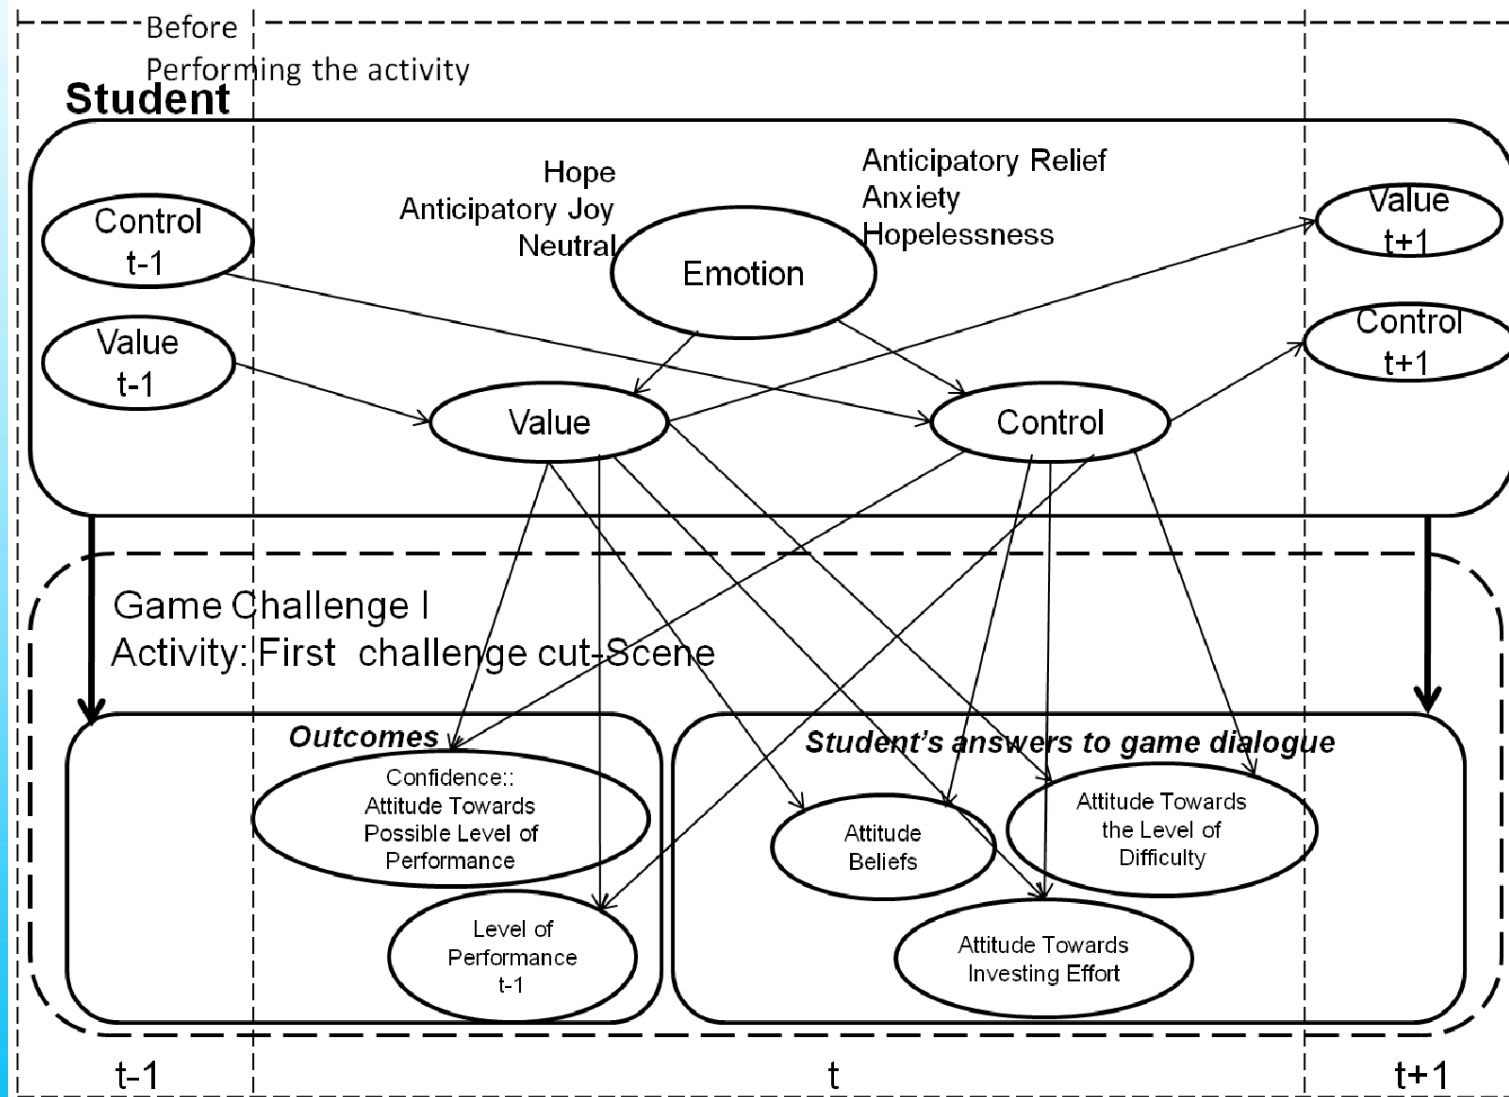 Before
Performing the activity
Student
Hope
Anticipatory Joy
Neutral
Anticipatory Relief
Anxiety
Hopelessness
Control
t-1
Value
t-1
Emotion
Value
t+1
Control
t+1
Value
Control
Game Challenge I
Activity: First challenge cut-Scene
Outcomes
Confidence::
Attitude Towards
Possible Level of
Performance
Level of
Performance
t-1
Student's answers to game dialogue
Attitude
Beliefs
Attitude Towards
the Level of
Difficulty
Attitude Towards
Investing Effort
t-1
t
t+1